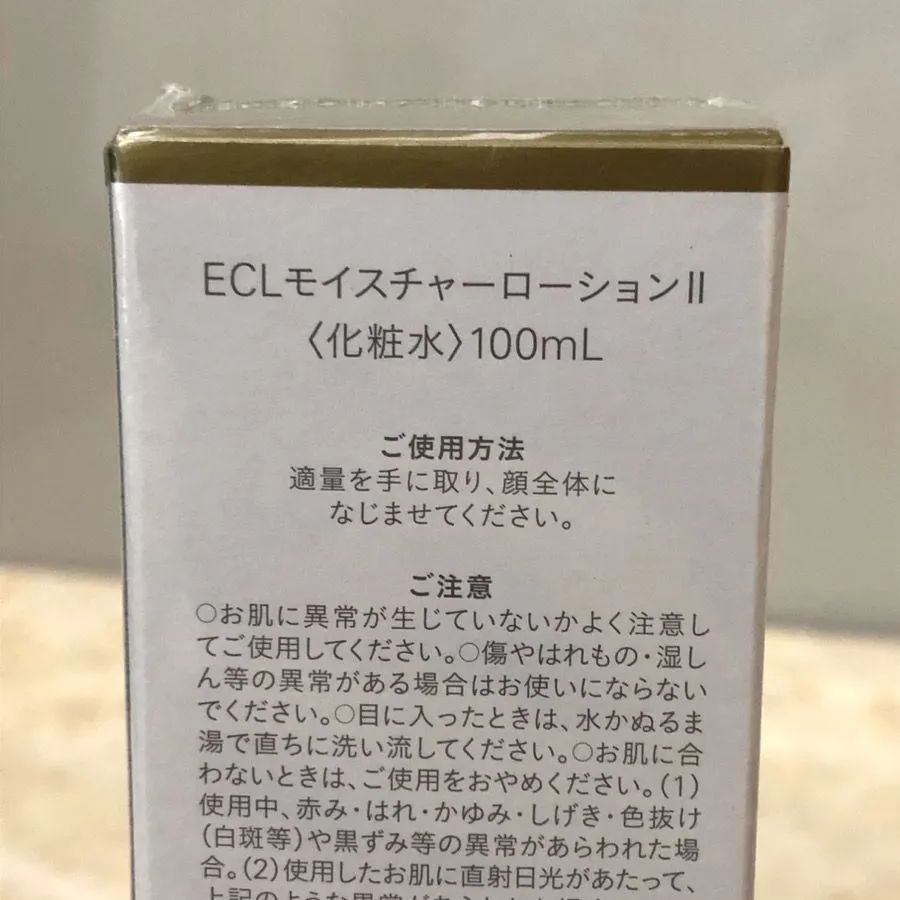 ECLモイスチャーローションII
〈化粧水〉100mL
ご使用方法
適量を手に取り、顔全体に
なじませてください。
ご注意
○お肌に異常が生じていないかよく注意し
てご使用してください。○傷やはれもの・湿し
ん等の異常がある場合はお使いにならない
でください。○目に入ったときは、水かぬるま
湯で直ちに洗い流してください。○お肌に合
わないときは、ご使用をおやめください。(1)
使用中、赤み・はれ・かゆみ・しげき・色抜け
(白斑等)や黒ずみ等の異常があらわれた場
合。(2)使用したお肌に直射日光があたって、